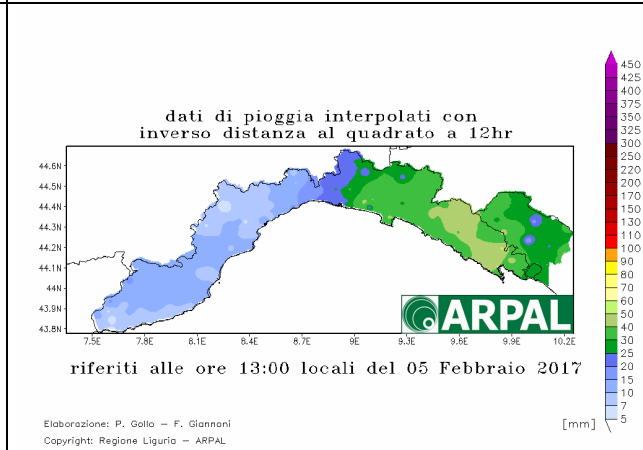 dati di pioggia interpolati con
inverso distanza al quadrato a 12hr
44.6N
44.5N
44.4N
44.3N
44.2N
44.1N
44N
43.9N
43.8N
7.5E 7.8E 8.1E 8.4E 8.7E 9E 9.3E 9.6E 9.9E 10.2E
ARPAL
450
425
400
375
350
325
300
250
220
200
170
150
130
110
100
90
80
70
60
50
40
30
25
20
15
10
7
5
[mm]
riferiti alle ore 13:00 locali del 05 Febbraio 2017
Elaborazione: P. Gollo – F. Giannoni
Copyright: Regione Liguria – ARPAL